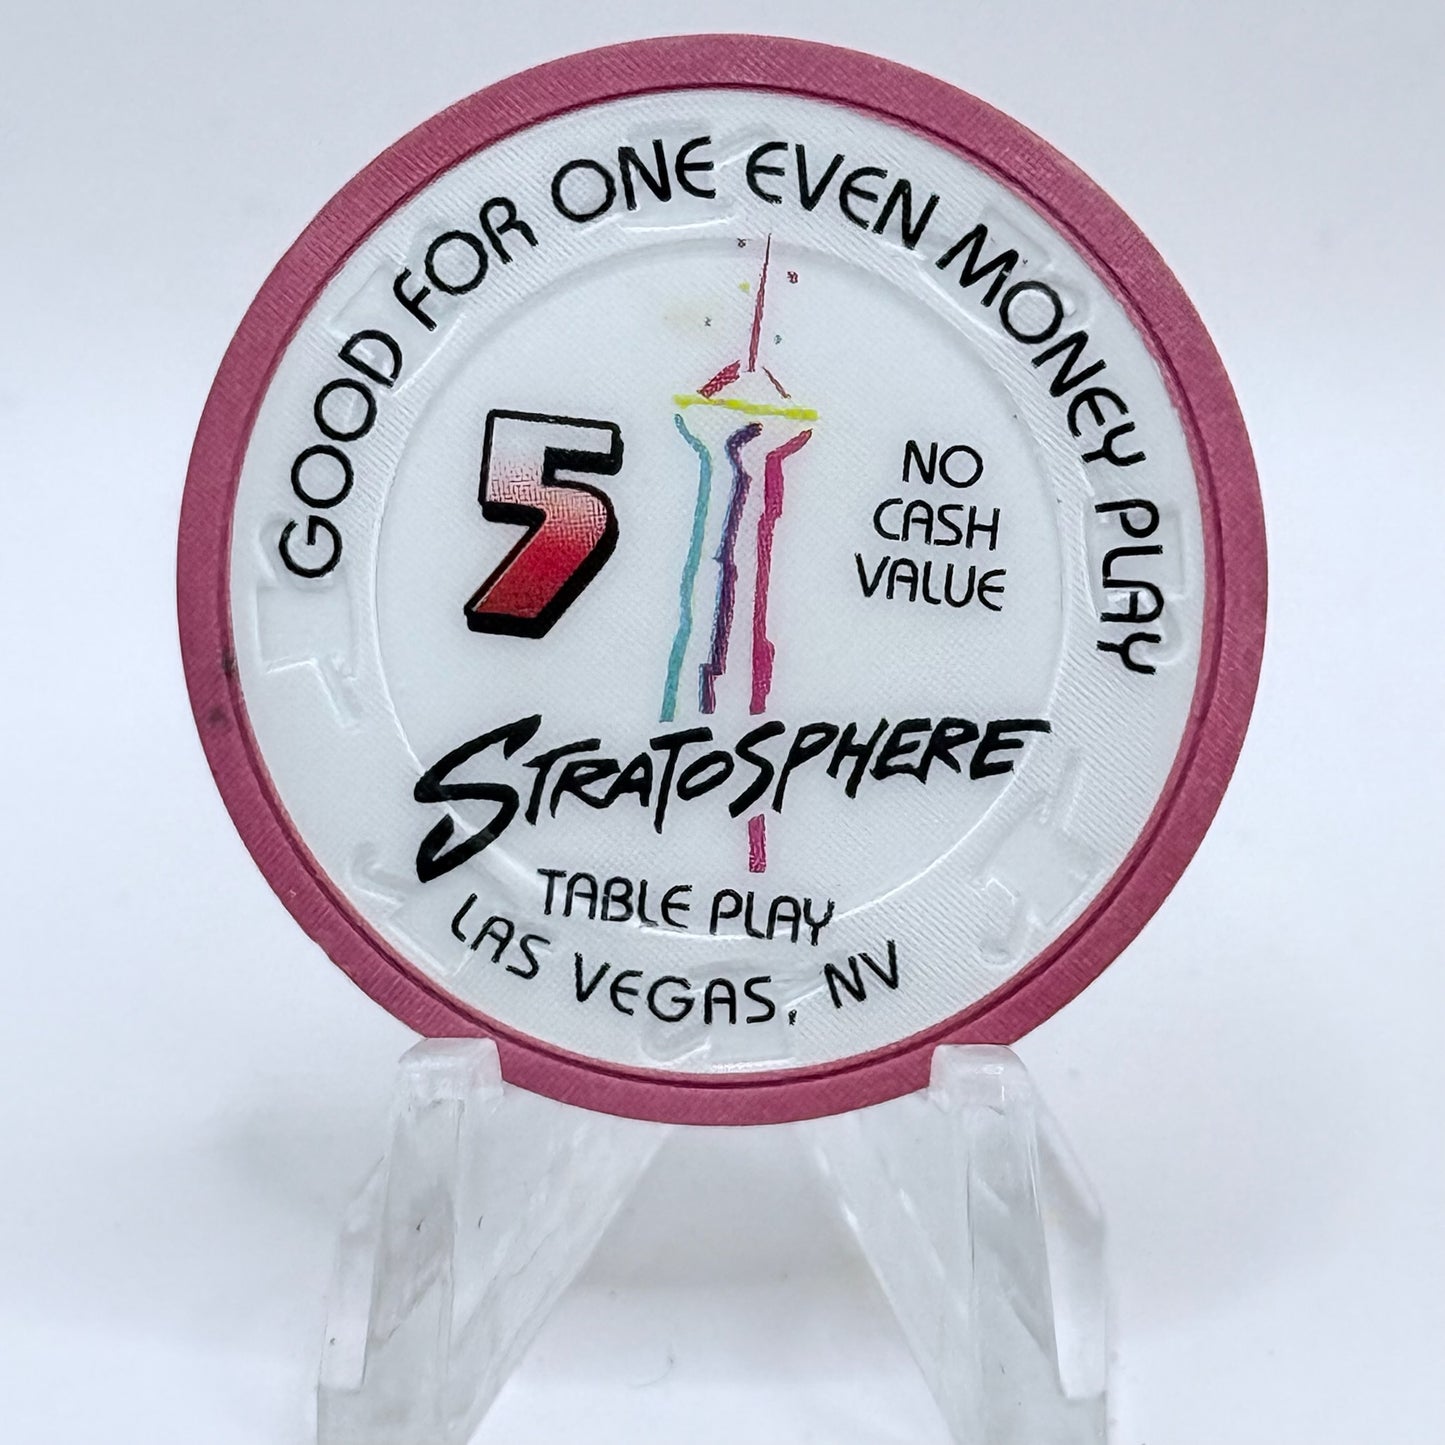 GOOD FOR ONE EVEN MONEY PLAY
5
NO
CASH
VALUE
STRATOSPHERE
TABLE PLAY
LAS VEGAS, NV